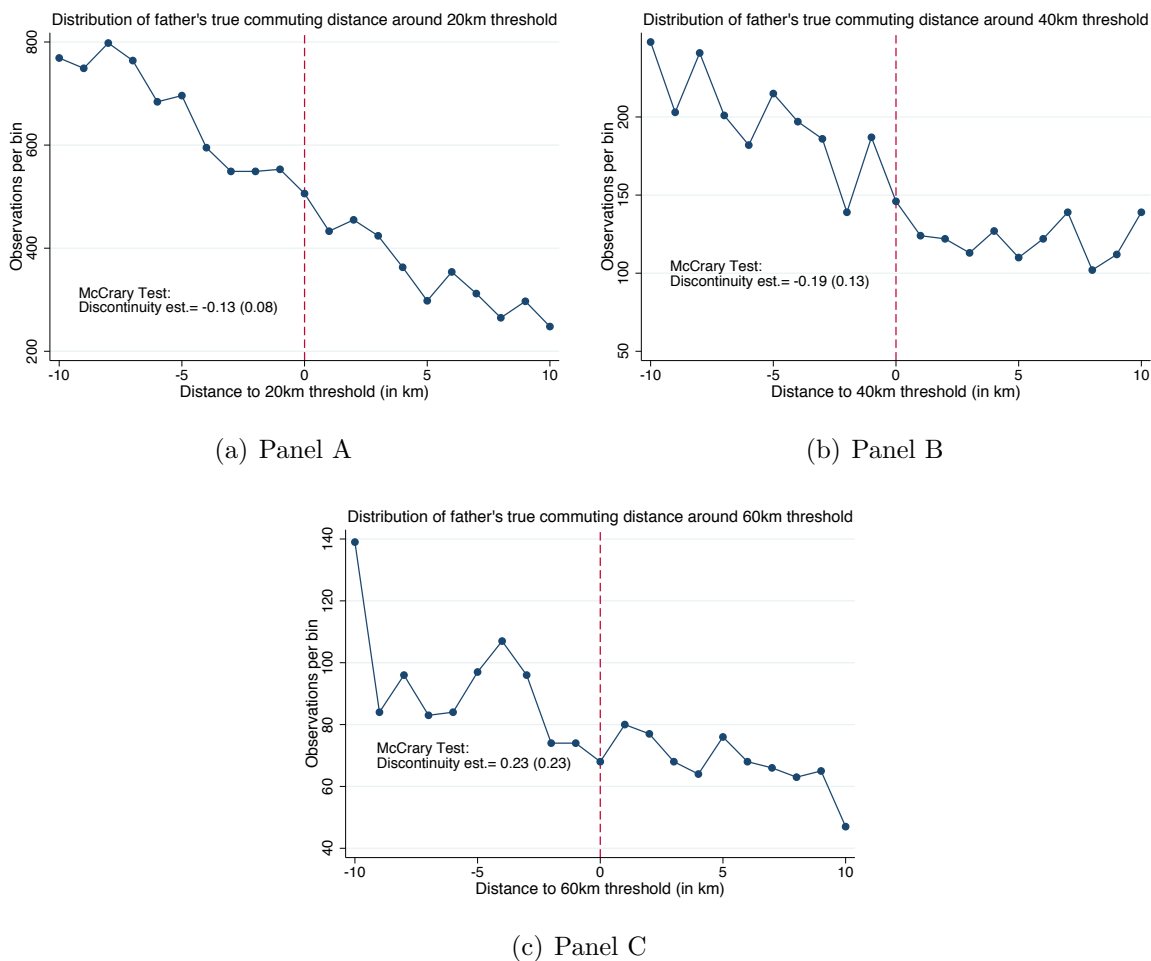 Distribution of father's true commuting distance around 20km threshold
Observations per bin
800
600
400
200
McCrary Test:
Discontinuity est.= -0.13 (0.08)
-10 -5 0 5 10
Distance to 20km threshold (in km)
(a) Panel A
Distribution of father's true commuting distance around 40km threshold
Observations per bin
200
150
100
50
McCrary Test:
Discontinuity est.= -0.19 (0.13)
-10 -5 0 5 10
Distance to 40km threshold (in km)
(b) Panel B
Distribution of father's true commuting distance around 60km threshold
Observations per bin
140
120
100
80
60
40
McCrary Test:
Discontinuity est.= 0.23 (0.23)
-10 -5 0 5 10
Distance to 60km threshold (in km)
(c) Panel C